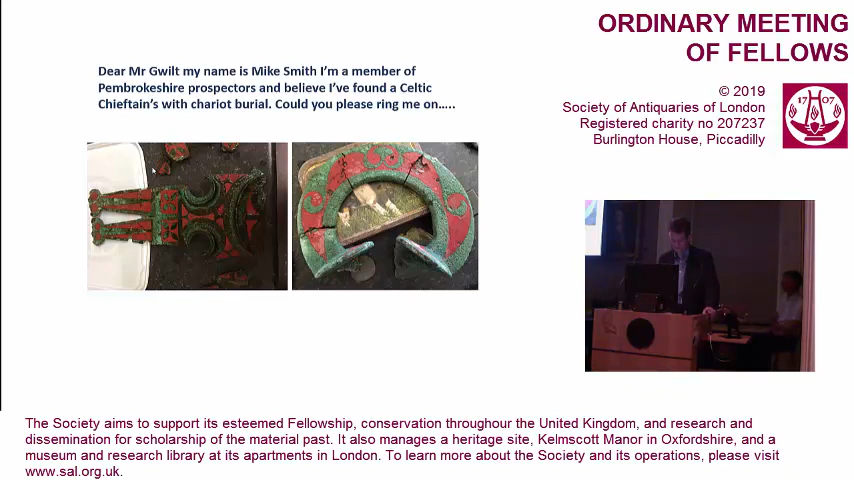 Dear Mr Gwilt my name is Mike Smith I'm a member of
Pembrokeshire prospectors and believe I've found a Celtic
Chieftain's with chariot burial. Could you please ring me on.....
ORDINARY MEETING
OF FELLOWS
© 2019
Society of Antiquaries of London
Registered charity no 207237
Burlington House, Piccadilly
17 07
The Society aims to support its esteemed Fellowship, conservation throughour the United Kingdom, and research and
dissemination for scholarship of the material past. It also manages a heritage site, Kelmscott Manor in Oxfordshire, and a
museum and research library at its apartments in London. To learn more about the Society and its operations, please visit
www.sal.org.uk.